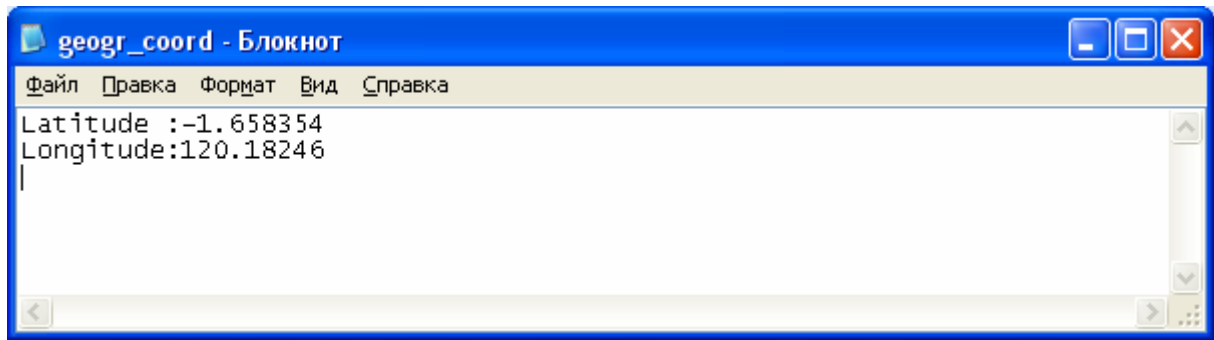 geogr_coord - Блокнот
Файл Правка Формат Вид Справка
Latitude :-1.658354
Longitude:120.18246